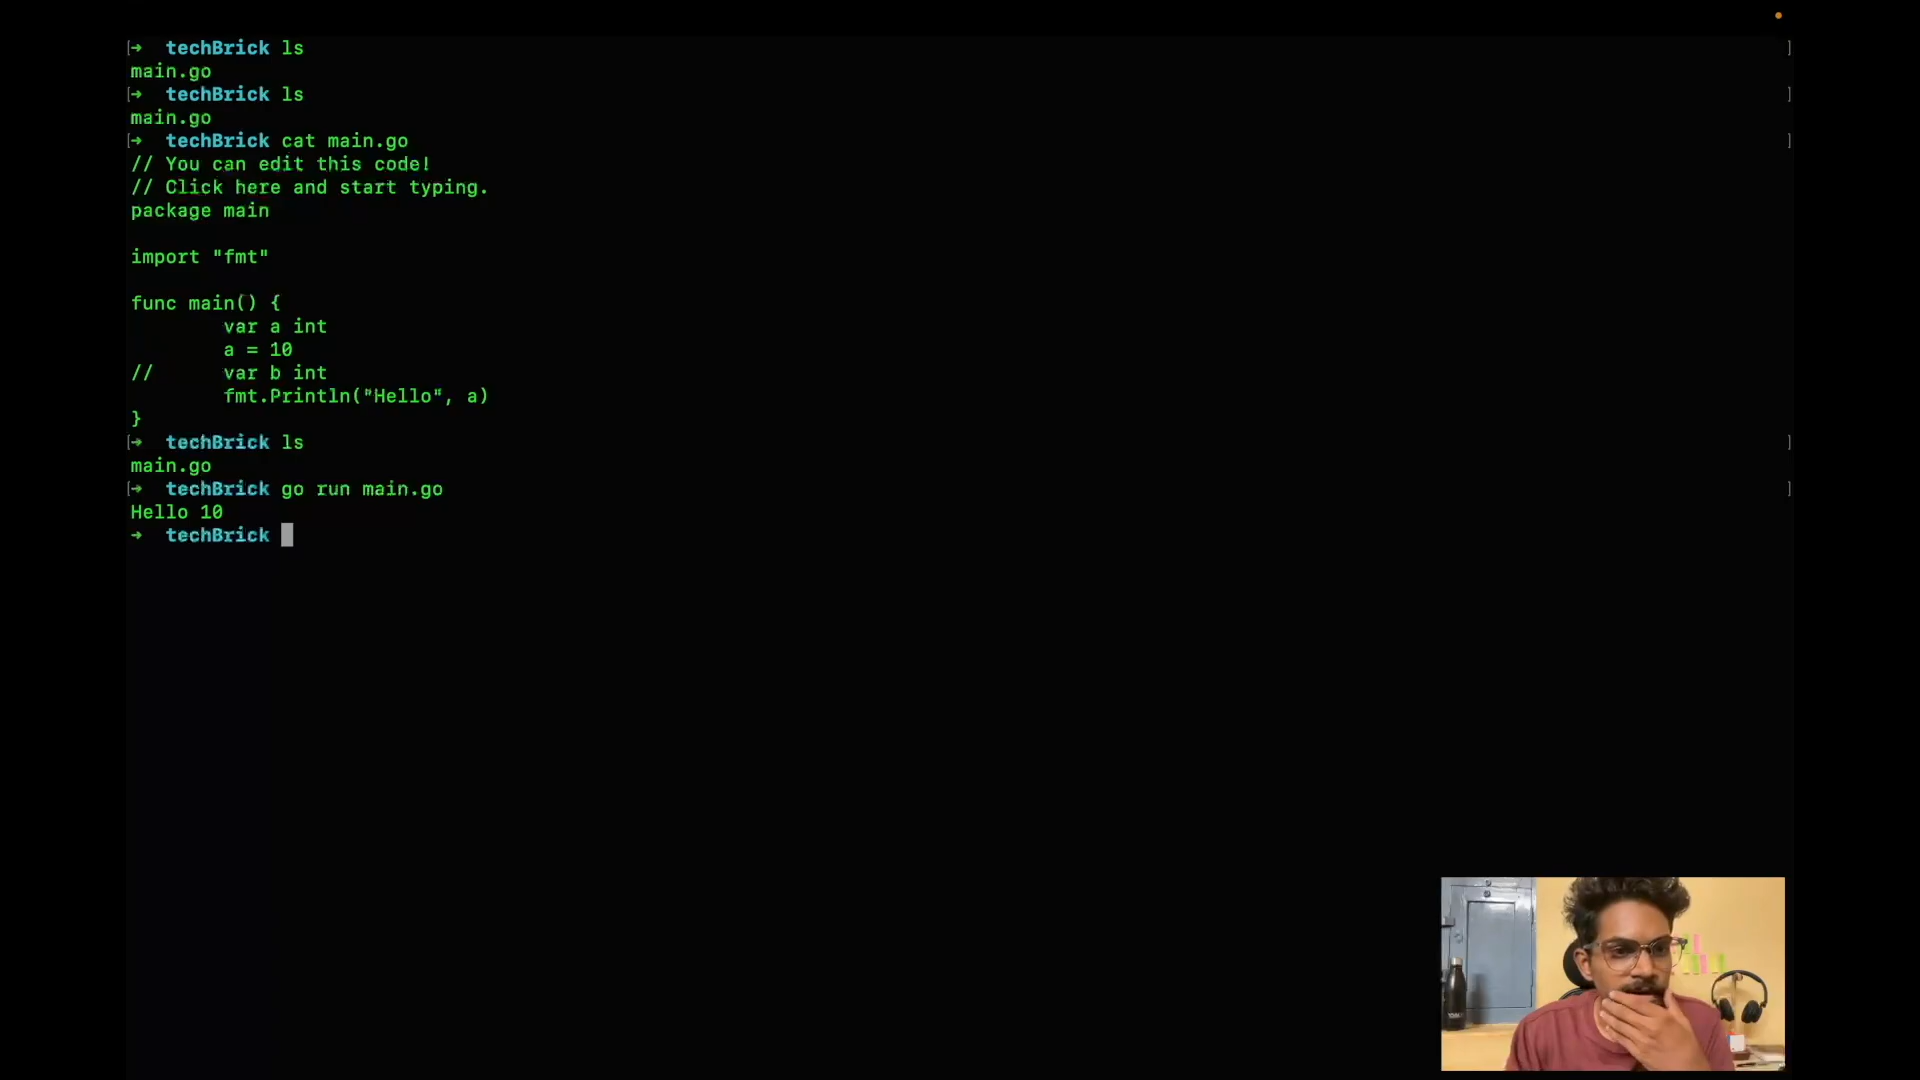 [→  techBrick ls ]
main.go
[→  techBrick ls ]
main.go
[→  techBrick cat main.go ]
// You can edit this code!
// Click here and start typing.
package main
import "fmt"
func main() {
        var a int
        a = 10
//      var b int
        fmt.Println("Hello", a)
}
[→  techBrick ls ]
main.go
[→  techBrick go run main.go ]
Hello 10
→  techBrick